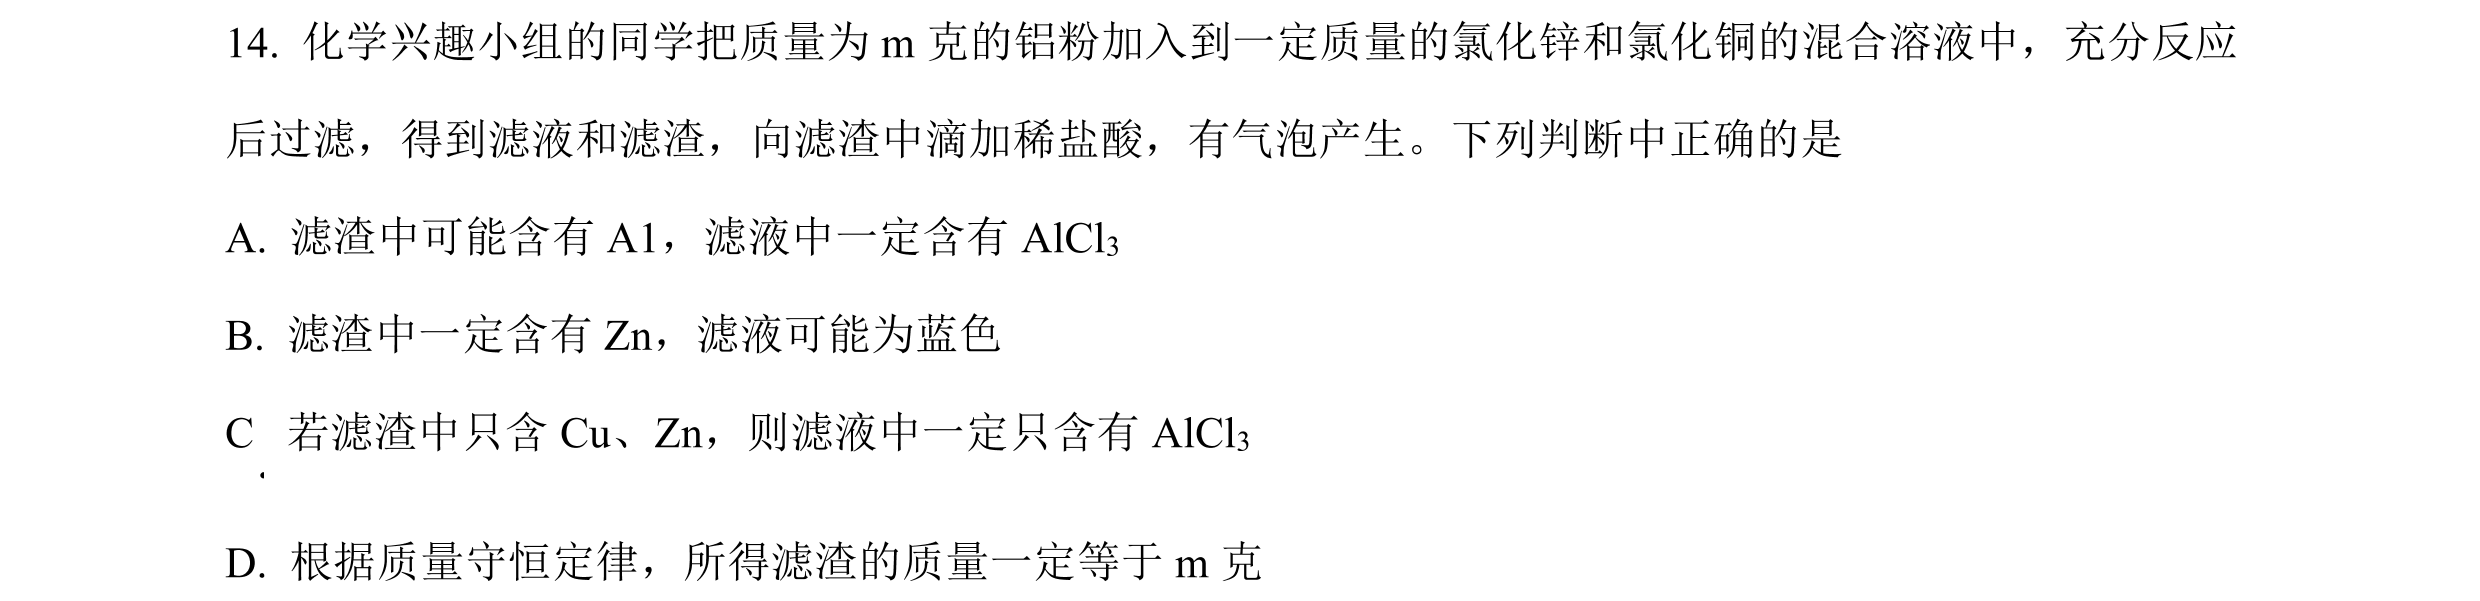 14. 化学兴趣小组的同学把质量为 m 克的铝粉加入到一定质量的氯化锌和氯化铜的混合溶液中，充分反应
后过滤，得到滤液和滤渣，向滤渣中滴加稀盐酸，有气泡产生。下列判断中正确的是
A. 滤渣中可能含有 A1，滤液中一定含有 AlCl₃
B. 滤渣中一定含有 Zn，滤液可能为蓝色
C 若滤渣中只含 Cu、Zn，则滤液中一定只含有 AlCl₃
.
D. 根据质量守恒定律，所得滤渣的质量一定等于 m 克